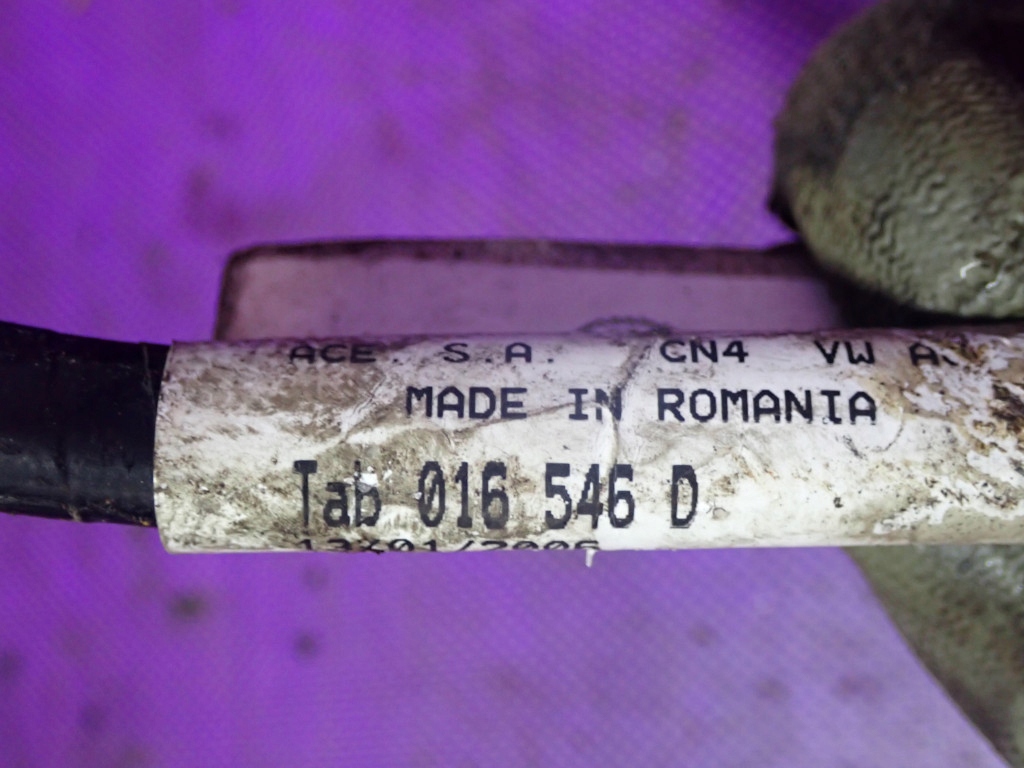 ACE. S.A. CN4 VW
MADE IN ROMANIA
Tab 016 546 D